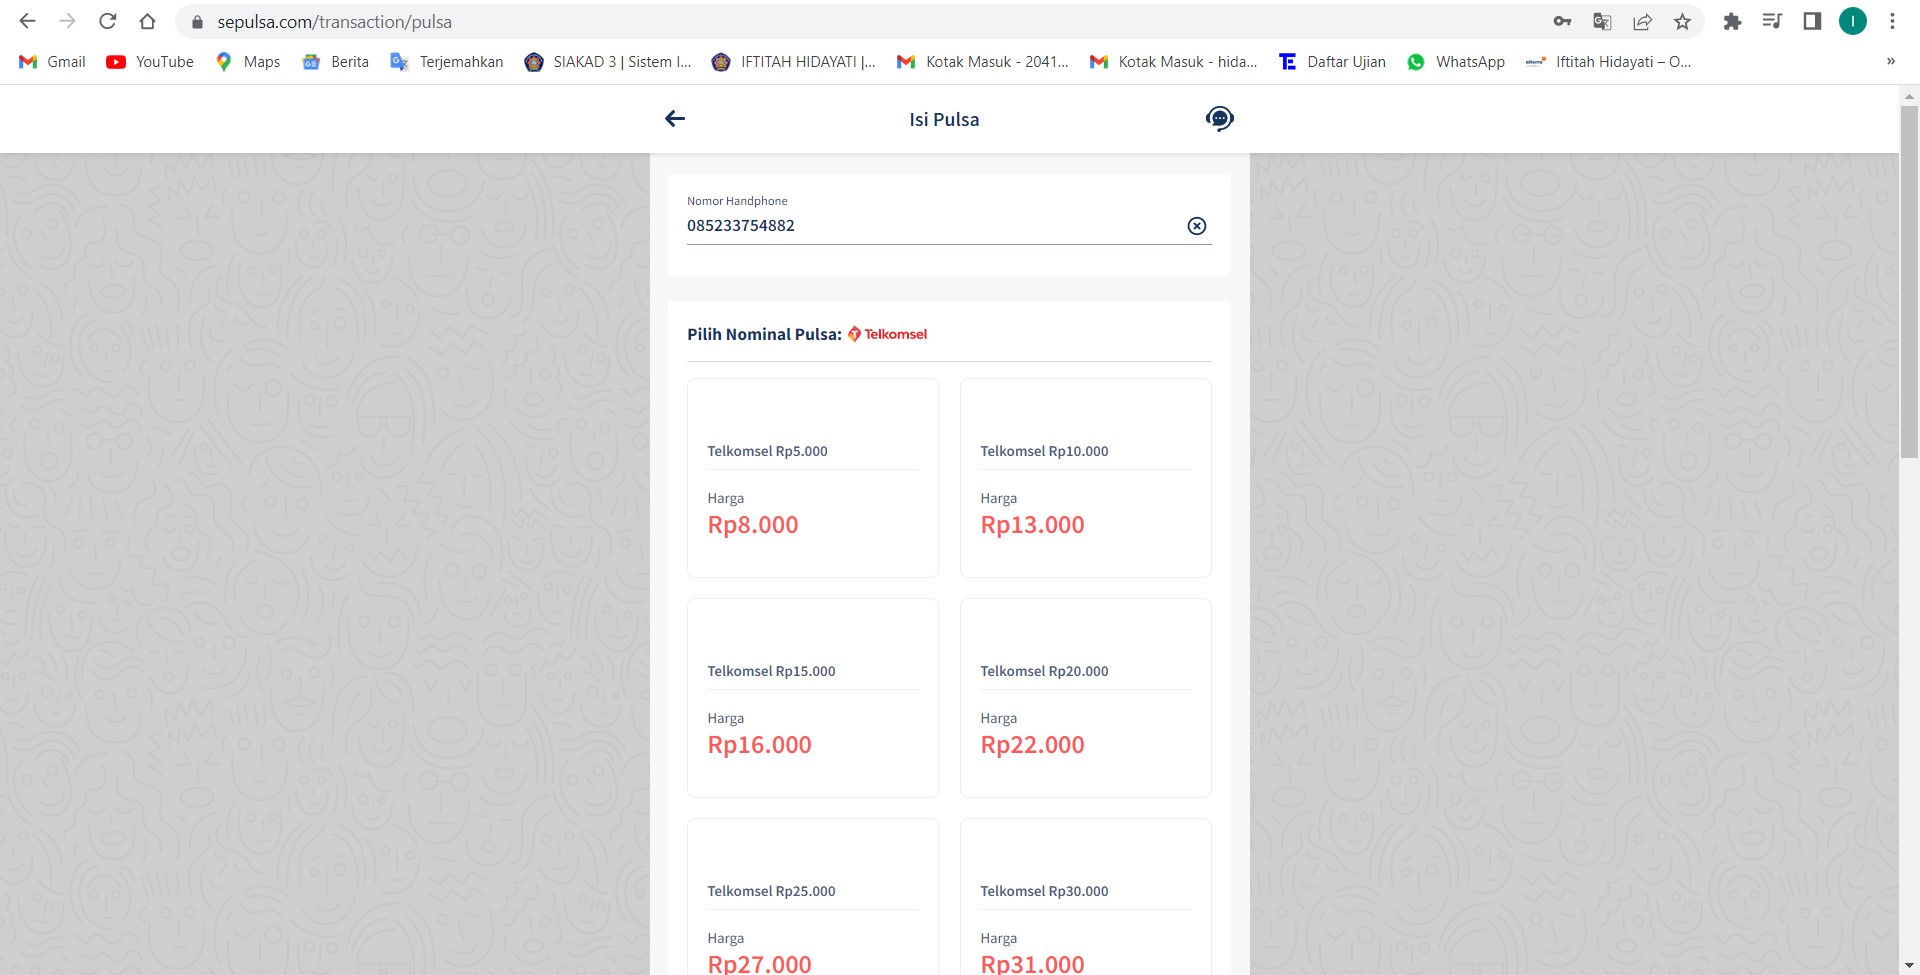 sepulsa.com/transaction/pulsa
I
Gmail
YouTube
Maps
Berita
Terjemahkan
SIAKAD 3 | Sistem I...
IFTITAH HIDAYATI |...
Kotak Masuk - 2041...
Kotak Masuk - hida...
Daftar Ujian
WhatsApp
Iftitah Hidayati – O...
»
Isi Pulsa
Nomor Handphone
085233754882
Pilih Nominal Pulsa: Telkomsel
Telkomsel Rp5.000
Harga
Rp8.000
Telkomsel Rp10.000
Harga
Rp13.000
Telkomsel Rp15.000
Harga
Rp16.000
Telkomsel Rp20.000
Harga
Rp22.000
Telkomsel Rp25.000
Harga
Rp27.000
Telkomsel Rp30.000
Harga
Rp31.000